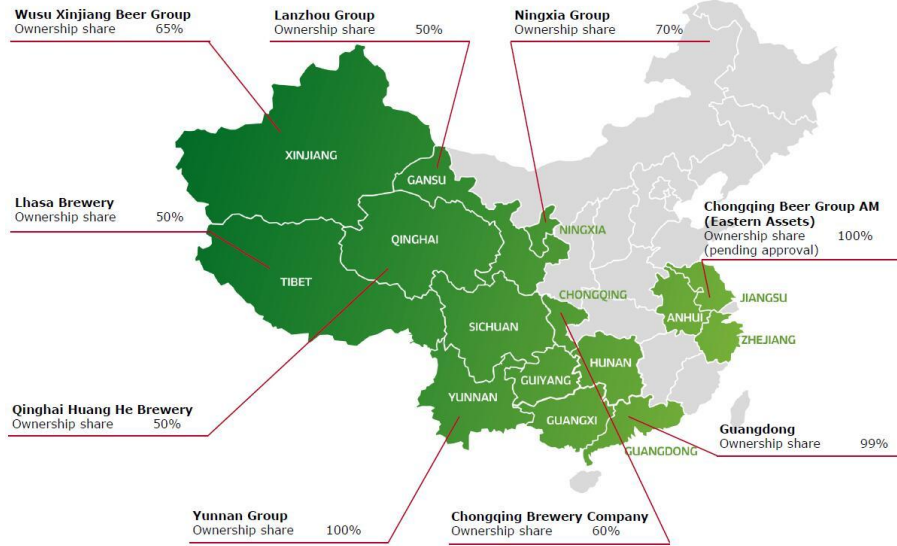 Wusu Xinjiang Beer Group
Ownership share 65%
Lanzhou Group
Ownership share 50%
Ningxia Group
Ownership share 70%
XINJIANG
GANSU
Lhasa Brewery
Ownership share 50%
Chongqing Beer Group AM
(Eastern Assets)
Ownership share 100%
(pending approval)
QINGHAI
NINGXIA
TIBET
CHONGQING
JIANGSU
ANHUI
SICHUAN
ZHEJIANG
HUNAN
GUIYANG
YUNNAN
Qinghai Huang He Brewery
Ownership share 50%
GUANGXI
Guangdong
Ownership share 99%
GUANGDONG
Yunnan Group
Ownership share 100%
Chongqing Brewery Company
Ownership share 60%